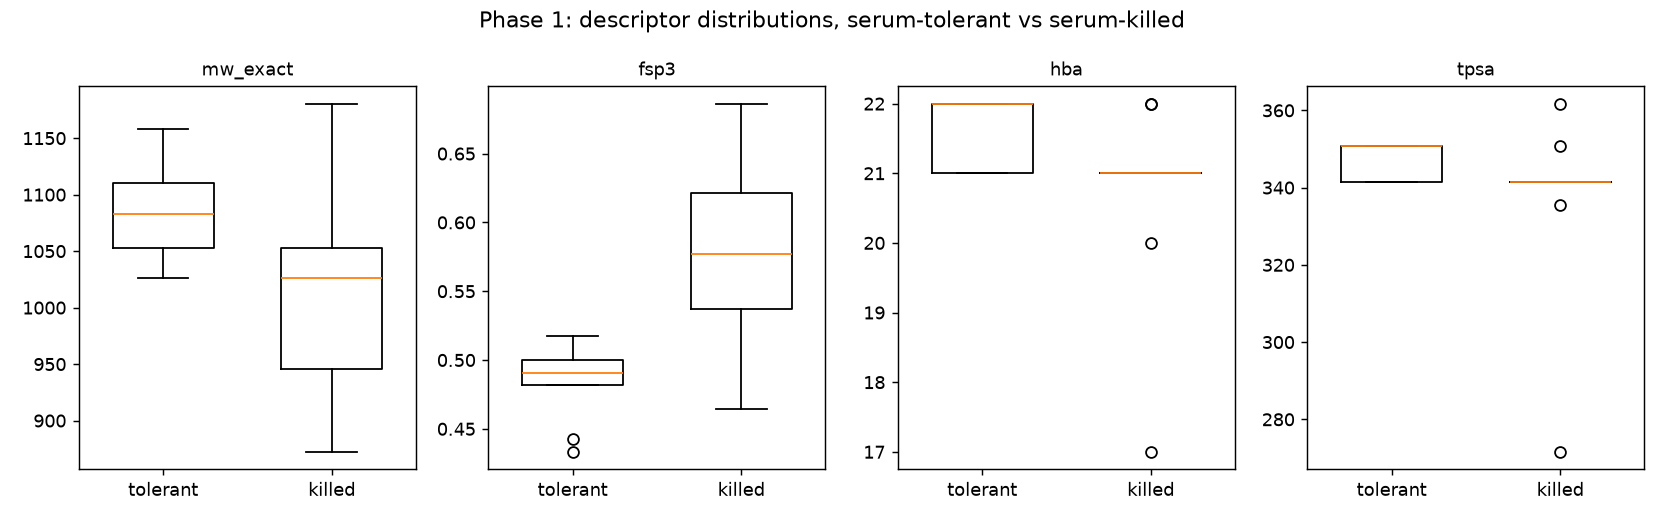 Phase 1: descriptor distributions, serum-tolerant vs serum-killed
mw_exact
1150
1100
1050
1000
950
900
tolerant killed
fsp3
0.65
0.60
0.55
0.50
0.45
tolerant killed
hba
22
21
20
19
18
17
tolerant killed
tpsa
360
340
320
300
280
tolerant killed